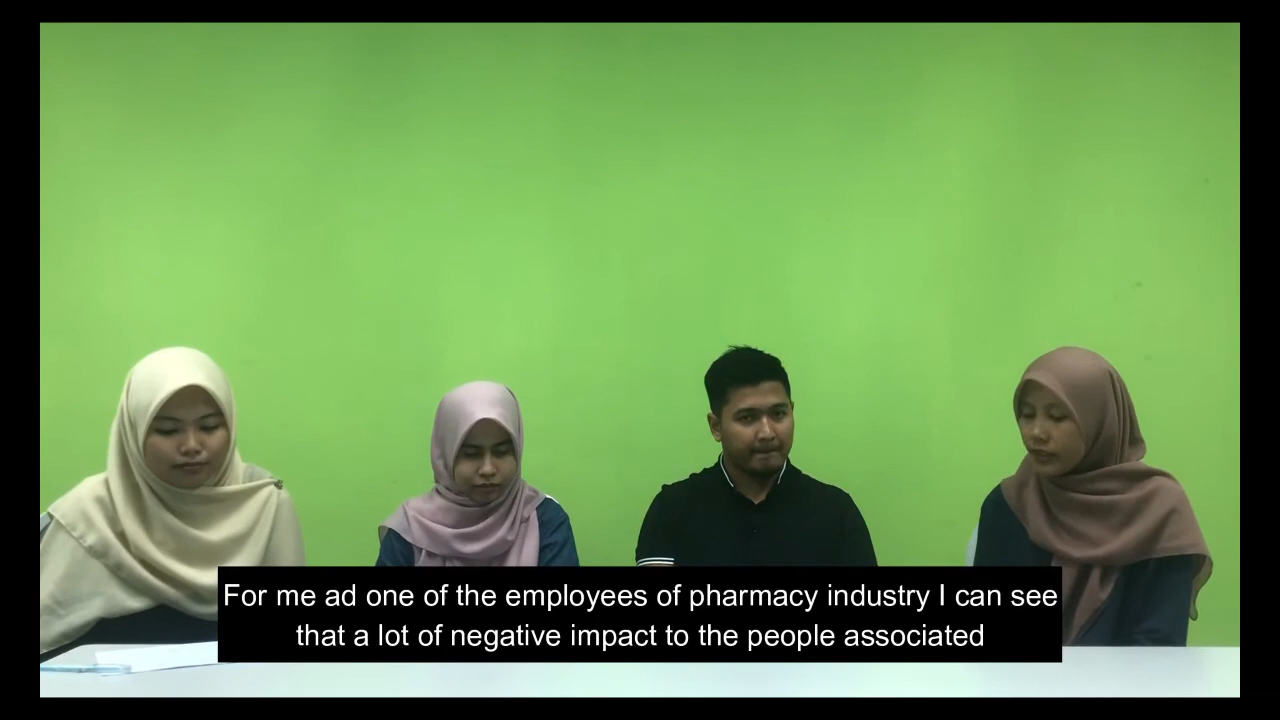 For me ad one of the employees of pharmacy industry I can see
that a lot of negative impact to the people associated